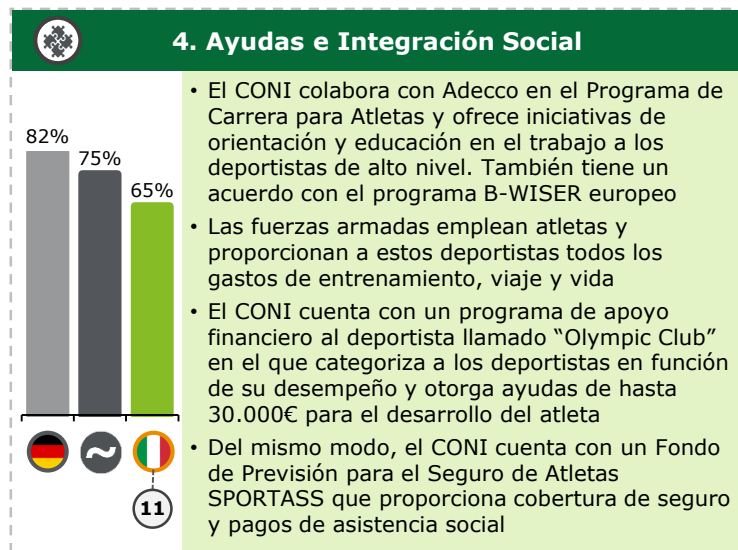 4. Ayudas e Integración Social
82%
75%
65%
~
11
• El CONI colabora con Adecco en el Programa de
Carrera para Atletas y ofrece iniciativas de
orientación y educación en el trabajo a los
deportistas de alto nivel. También tiene un
acuerdo con el programa B-WISER europeo
• Las fuerzas armadas emplean atletas y
proporcionan a estos deportistas todos los
gastos de entrenamiento, viaje y vida
• El CONI cuenta con un programa de apoyo
financiero al deportista llamado “Olympic Club”
en el que categoriza a los deportistas en función
de su desempeño y otorga ayudas de hasta
30.000€ para el desarrollo del atleta
• Del mismo modo, el CONI cuenta con un Fondo
de Previsión para el Seguro de Atletas
SPORTASS que proporciona cobertura de seguro
y pagos de asistencia social